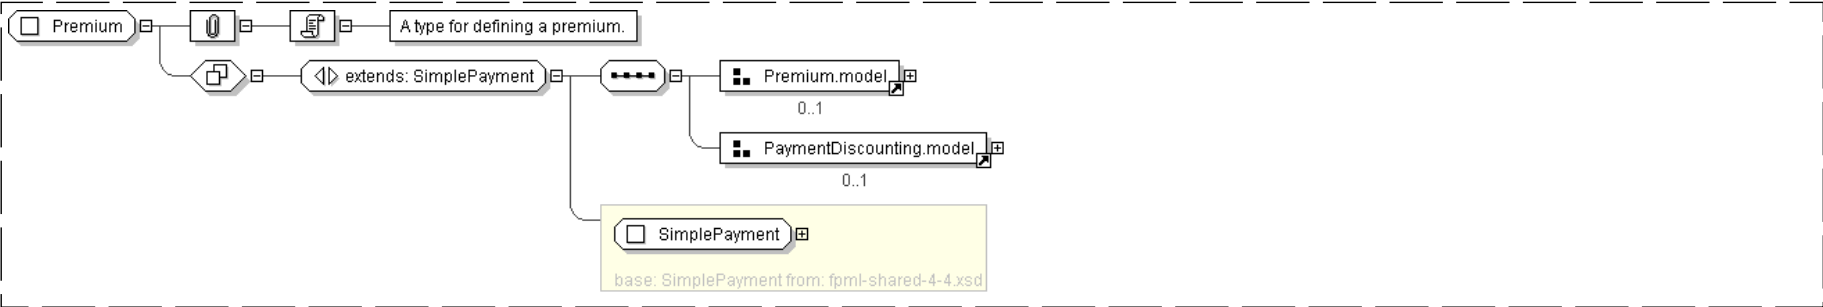 Premium
A type for defining a premium.
extends: SimplePayment
Premium.model
0..1
PaymentDiscounting.model
0..1
SimplePayment
base: SimplePayment from: fpml-shared-4-4.xsd